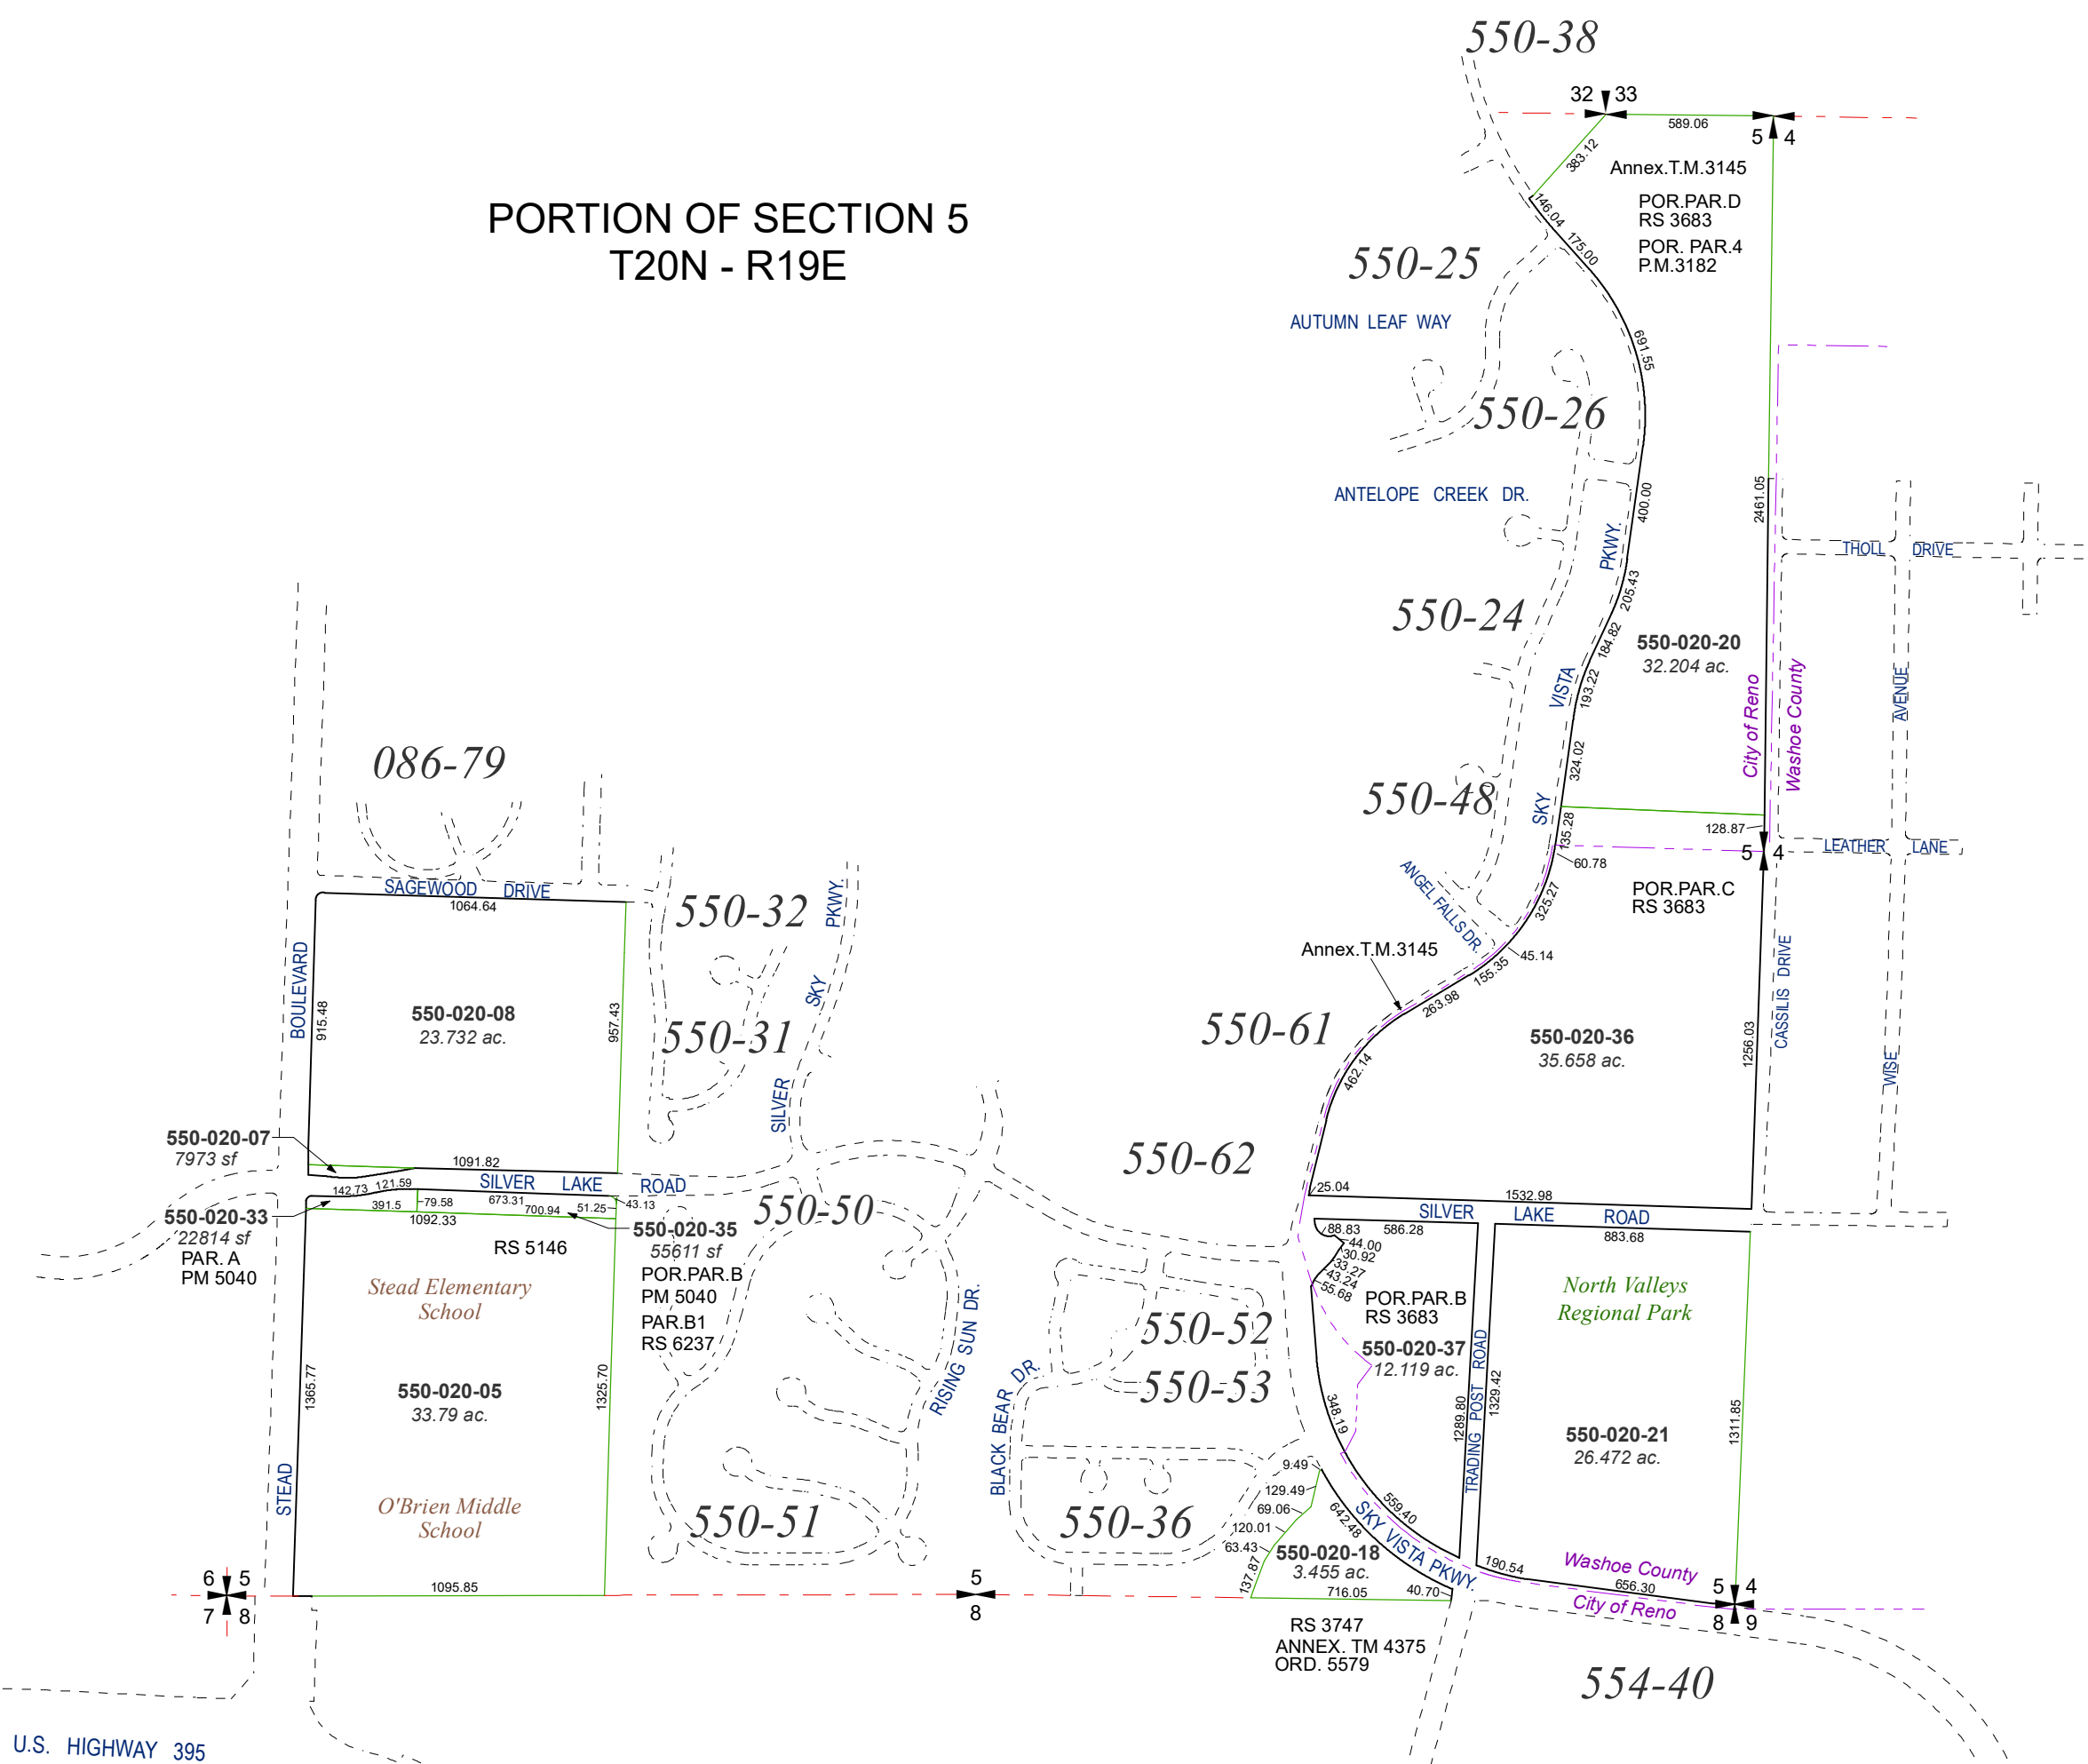 550-38
32 33
589.06
5 4
383.12
Annex.T.M.3145
POR.PAR.D
RS 3683
POR. PAR.4
P.M.3182
PORTION OF SECTION 5
T20N - R19E
146.04
175.00
550-25
AUTUMN LEAF WAY
691.55
550-26
ANTELOPE CREEK DR.
400.00
2461.05
PKWY.
THOLL DRIVE
205.43
550-24
184.82
550-020-20
32.204 ac.
VISTA
193.22
City of Reno
Washoe County
AVENUE
324.02
086-79
550-48
SKY
135.28
128.87
60.78
5 4
LEATHER LANE
SAGEWOOD DRIVE
1064.64
550-32
PKWY.
ANGEL FALLS DR.
325.27
POR.PAR.C
RS 3683
BOULEVARD
915.48
550-020-08
23.732 ac.
957.43
SKY
550-31
Annex.T.M.3145
45.14
155.35
263.98
550-61
CASSILIS DRIVE
550-020-36
35.658 ac.
1256.03
WISE
462.14
SILVER
550-020-07
7973 sf
1091.82
550-62
142.73 121.59
SILVER LAKE ROAD
25.04
1532.98
550-020-33
22814 sf
PAR. A
PM 5040
391.5
79.58
673.31
700.94
51.25
43.13
1092.33
550-020-35
55611 sf
POR.PAR.B
PM 5040
PAR.B1
RS 6237
550-50
SILVER LAKE ROAD
88.83
586.28
883.68
44.00
30.92
33.27
43.24
55.68
RS 5146
Stead Elementary
School
POR.PAR.B
RS 3683
North Valleys
Regional Park
550-52
550-020-37
12.119 ac.
RISING SUN DR.
1365.77
550-020-05
33.79 ac.
1325.70
BLACK BEAR DR.
550-53
348.19
1289.80
TRADING POST ROAD
1329.42
550-020-21
26.472 ac.
1311.85
STEAD
O'Brien Middle
School
550-51
550-36
9.49
129.49
69.06
120.01
63.43
137.87
642.48
559.40
SKY VISTA PKWY.
550-020-18
3.455 ac.
716.05
40.70
190.54
Washoe County
656.30
City of Reno
5 4
8 9
6 5
7 8
1095.85
5
8
RS 3747
ANNEX. TM 4375
ORD. 5579
554-40
U.S. HIGHWAY 395